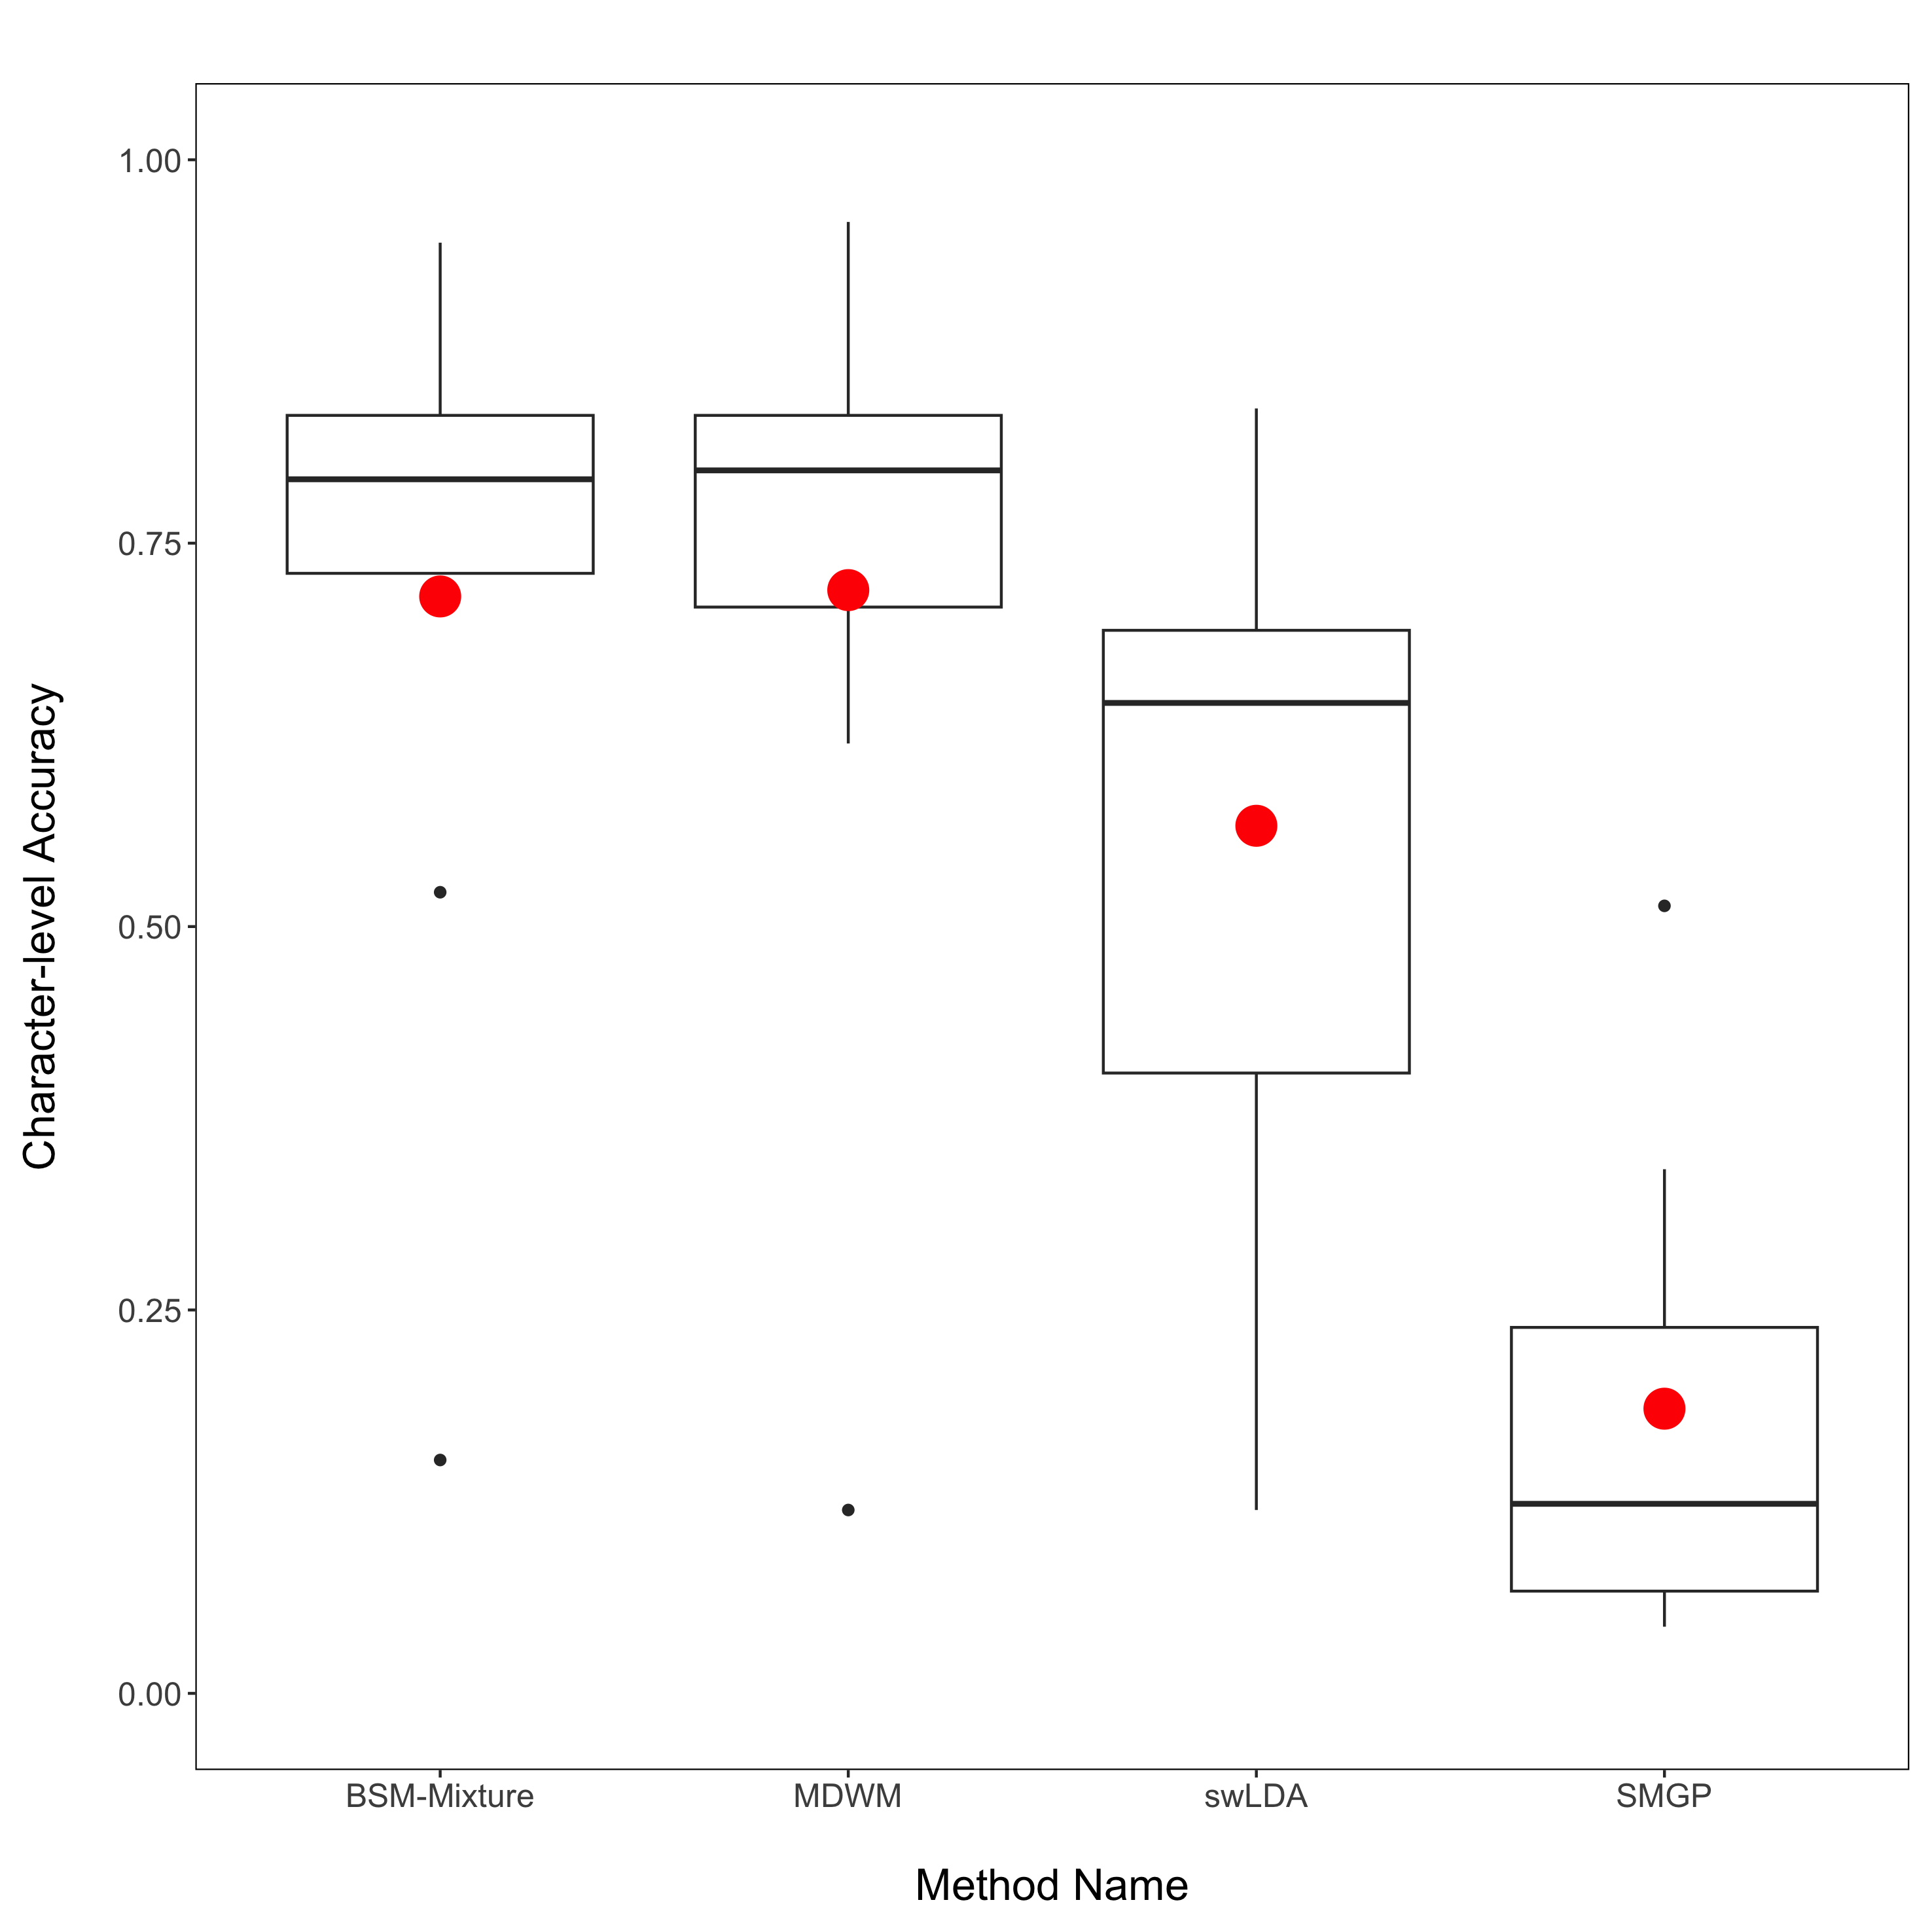 Character-level Accuracy
1.00
0.75
0.50
0.25
0.00
BSM-Mixture MDWM swLDA SMGP
Method Name